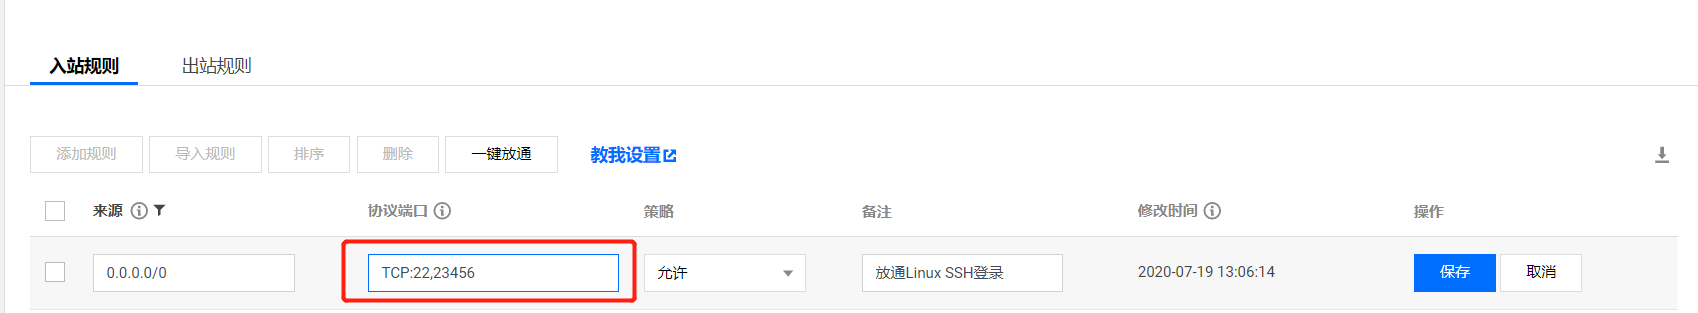 入站规则 出站规则
添加规则 导入规则 排序 删除 一键放通 教我设置
来源 协议端口 策略 备注 修改时间 操作
0.0.0.0/0 TCP:22,23456 允许 放通Linux SSH登录 2020-07-19 13:06:14 保存 取消